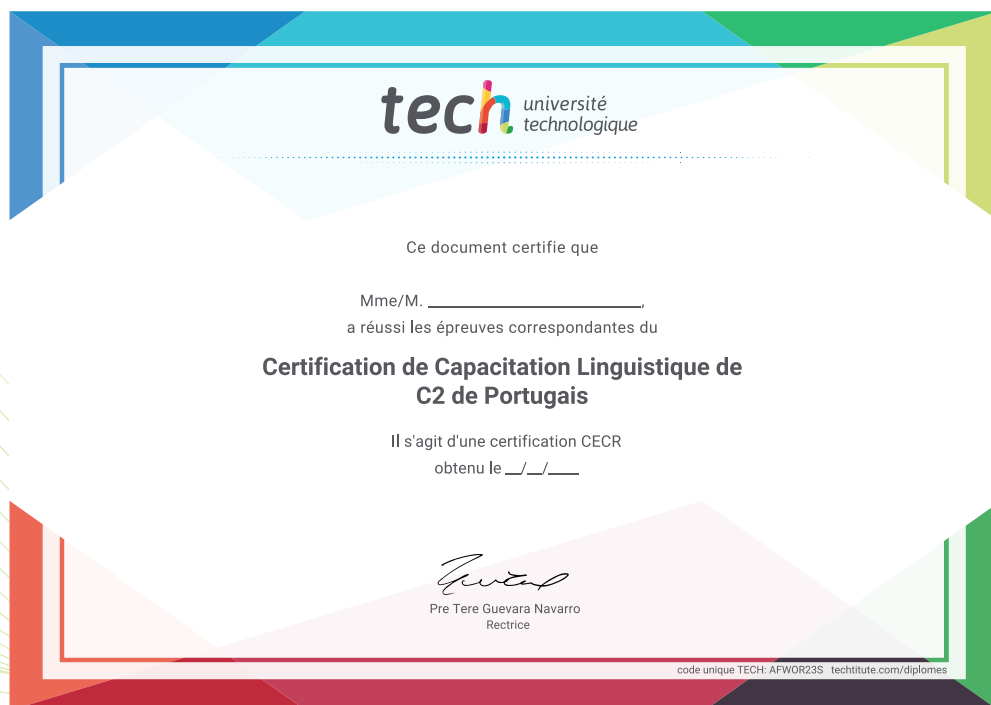 tech université
technologique
Ce document certifie que
Mme/M. ______________________,
a réussi les épreuves correspondantes du
Certification de Capacitation Linguistique de
C2 de Portugais
Il s'agit d'une certification CECR
obtenu le __/__/____
Pre Tere Guevara Navarro
Rectrice
code unique TECH: AFWOR23S techtitute.com/diplomes